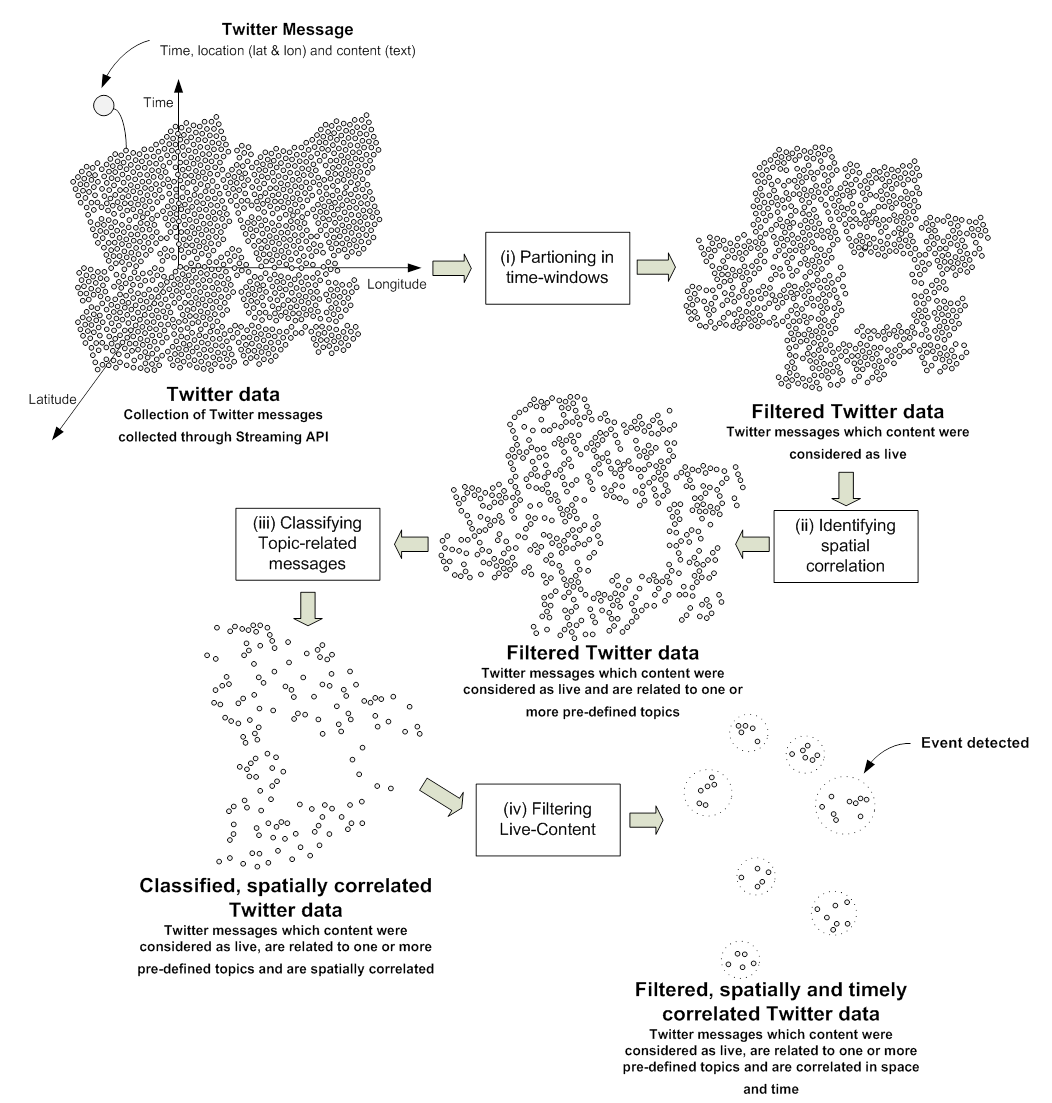 Twitter Message
Time, location (lat & lon) and content (text)
Time
Longitude
Latitude
Twitter data
Collection of Twitter messages
collected through Streaming API
(i) Partioning in
time-windows
Filtered Twitter data
Twitter messages which content were
considered as live
(ii) Identifying
spatial
correlation
Filtered Twitter data
Twitter messages which content were
considered as live and are related to one or
more pre-defined topics
(iii) Classifying
Topic-related
messages
Classified, spatially correlated
Twitter data
Twitter messages which content were
considered as live, are related to one or more
pre-defined topics and are spatially correlated
(iv) Filtering
Live-Content
Event detected
Filtered, spatially and timely
correlated Twitter data
Twitter messages which content were
considered as live, are related to one or more
pre-defined topics and are correlated in space
and time